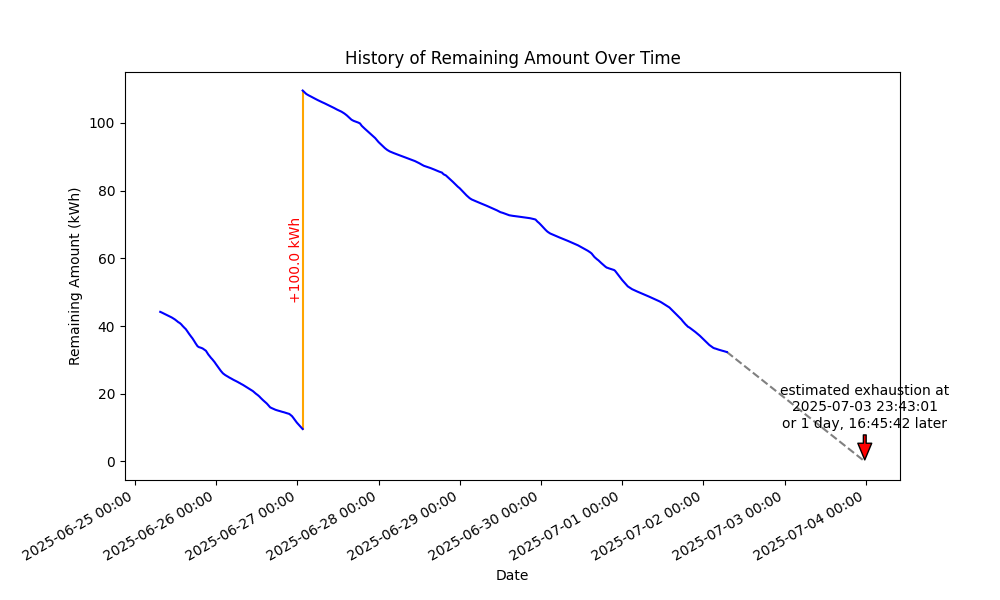 History of Remaining Amount Over Time
Remaining Amount (kWh)
100
80
60
40
20
0
+100.0 kWh
estimated exhaustion at
2025-07-03 23:43:01
or 1 day, 16:45:42 later
2025-06-25 00:00
2025-06-26 00:00
2025-06-27 00:00
2025-06-28 00:00
2025-06-29 00:00
2025-06-30 00:00
2025-07-01 00:00
2025-07-02 00:00
2025-07-03 00:00
2025-07-04 00:00
Date